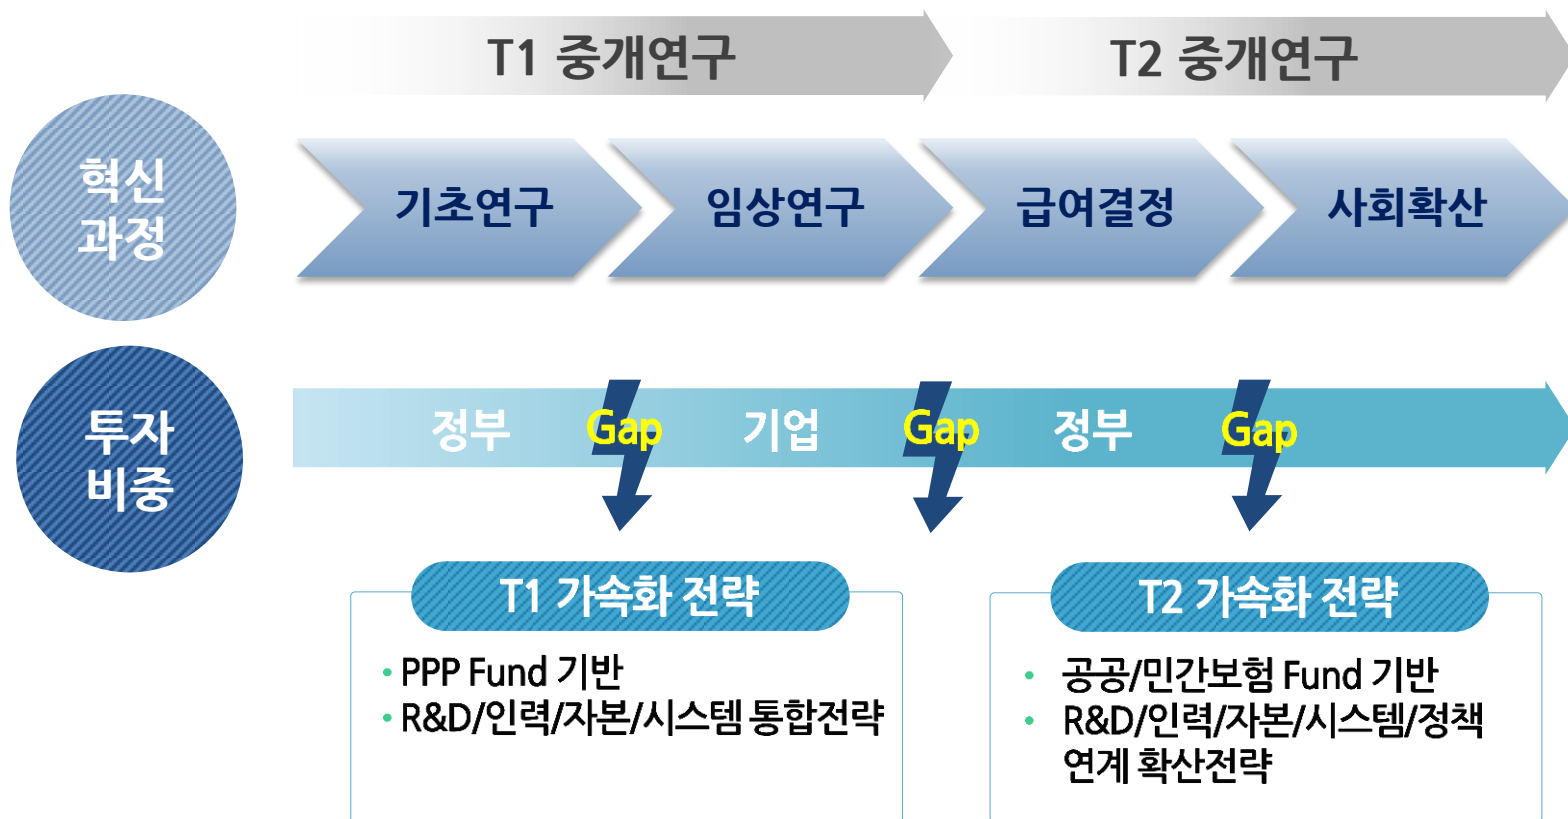 T1 중개연구
T2 중개연구
혁신
과정
기초연구
임상연구
급여결정
사회확산
투자
비중
정부
Gap
기업
Gap
정부
Gap
T1 가속화 전략
• PPP Fund 기반
• R&D/인력/자본/시스템 통합전략
T2 가속화 전략
• 공공/민간보험 Fund 기반
• R&D/인력/자본/시스템/정책
연계 확산전략